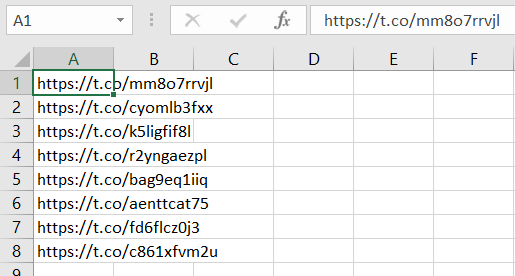 A1 fx https://t.co/mm8o7rrvjl
A B C D E F
1 https://t.co/mm8o7rrvjl
2 https://t.co/cyomlb3fxx
3 https://t.co/k5ligfif8l
4 https://t.co/r2yngaezpl
5 https://t.co/bag9eq1iiq
6 https://t.co/aenttcat75
7 https://t.co/fd6flcz0j3
8 https://t.co/c861xfvm2u
9